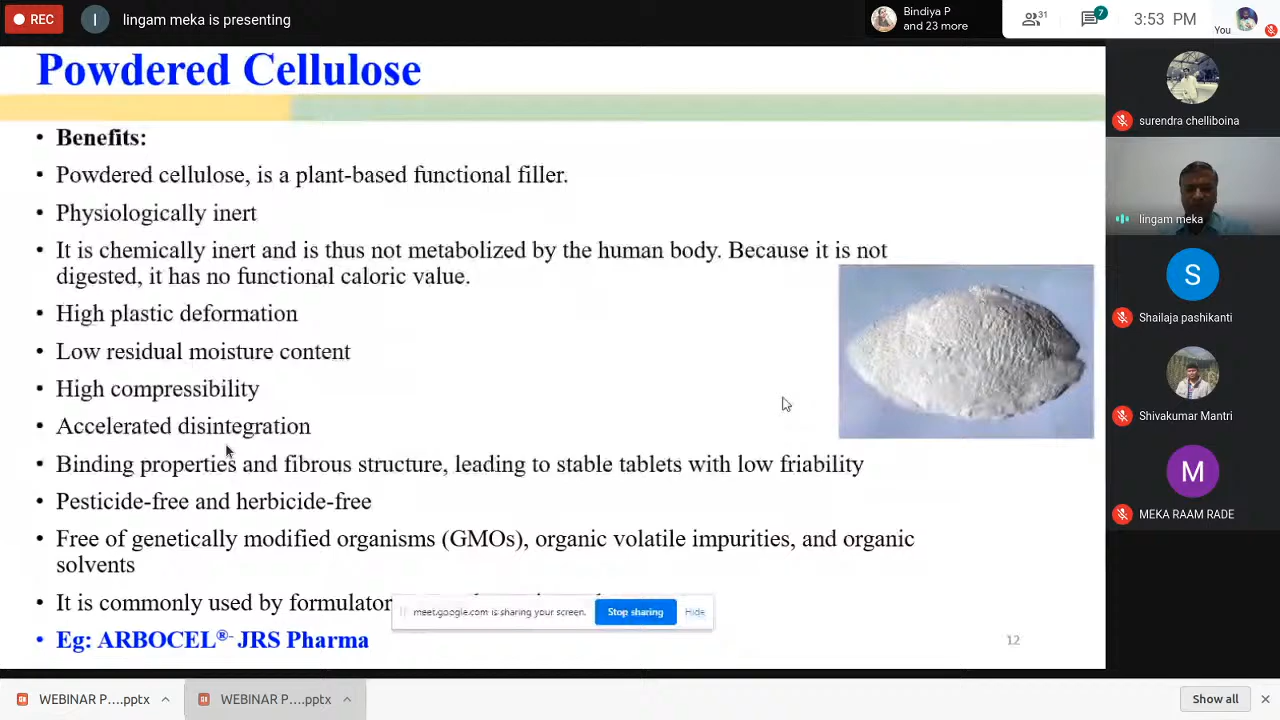 REC
I
lingam meka is presenting
Bindiya P
and 23 more
31
7
3:53 PM
You
Powdered Cellulose
• Benefits:
• Powdered cellulose, is a plant-based functional filler.
• Physiologically inert
• It is chemically inert and is thus not metabolized by the human body. Because it is not
digested, it has no functional caloric value.
• High plastic deformation
• Low residual moisture content
• High compressibility
• Accelerated disintegration
• Binding properties and fibrous structure, leading to stable tablets with low friability
• Pesticide-free and herbicide-free
• Free of genetically modified organisms (GMOs), organic volatile impurities, and organic
solvents
• It is commonly used by formulator
• Eg: ARBOCEL®- JRS Pharma
12
meet.google.com is sharing your screen.
Stop sharing
Hide
surendra chelliboina
lingam meka
S
Shailaja pashikanti
Shivakumar Mantri
M
MEKA RAAM RADE
WEBINAR P....pptx
WEBINAR P....pptx
Show all